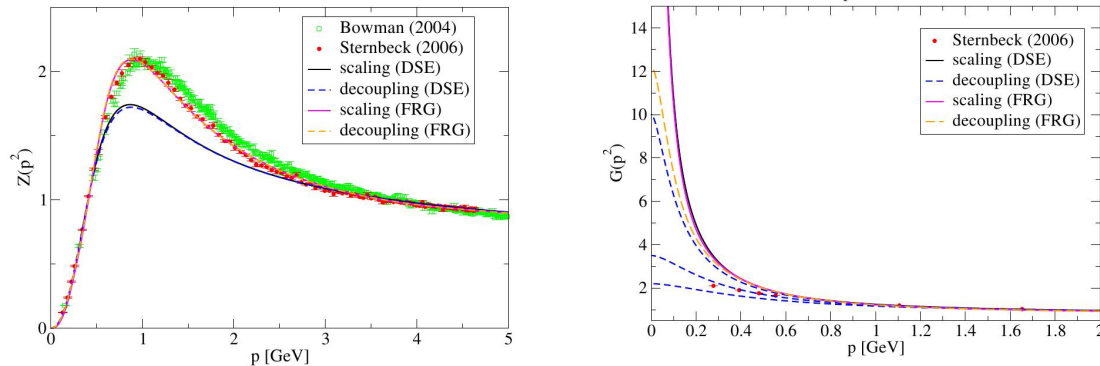 Bowman (2004)
Sternbeck (2006)
scaling (DSE)
decoupling (DSE)
scaling (FRG)
decoupling (FRG)
Z(p²)
2
1
0
0
1
2
3
4
5
p [GeV]
Sternbeck (2006)
scaling (DSE)
decoupling (DSE)
scaling (FRG)
decoupling (FRG)
G(p²)
14
12
10
8
6
4
2
0
0.2
0.4
0.6
0.8
1
1.2
1.4
1.6
1.8
2
p [GeV]